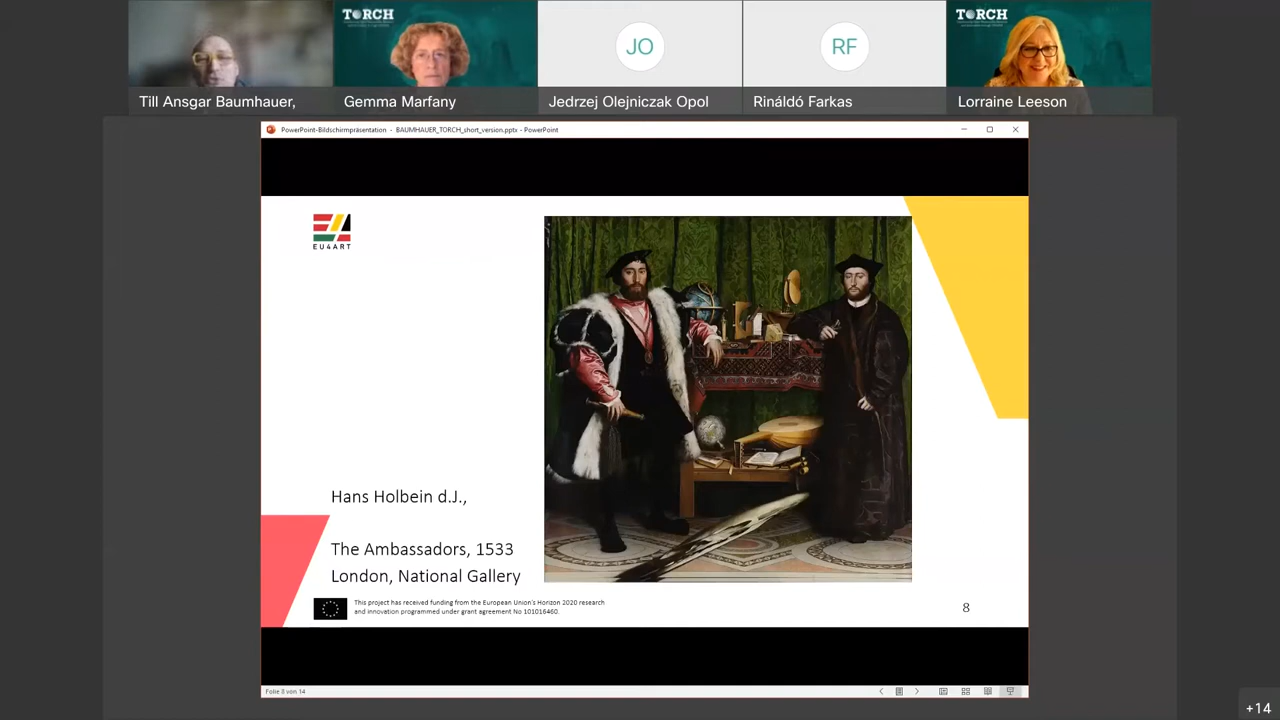 TORCH
TORCH
JO
RF
Till Ansgar Baumhauer,
Gemma Marfany
Jedrzej Olejniczak Opol
Rináldó Farkas
Lorraine Leeson
PowerPoint-Bildschirmpräsentation - BAUMHAUER_TORCH_short_version.pptx - PowerPoint
EU4ART
Hans Holbein d.J.,
The Ambassadors, 1533
London, National Gallery
This project has received funding from the European Union's Horizon 2020 research
and innovation programmed under grant agreement No 101016460.
8
Folie 8 von 14
+14